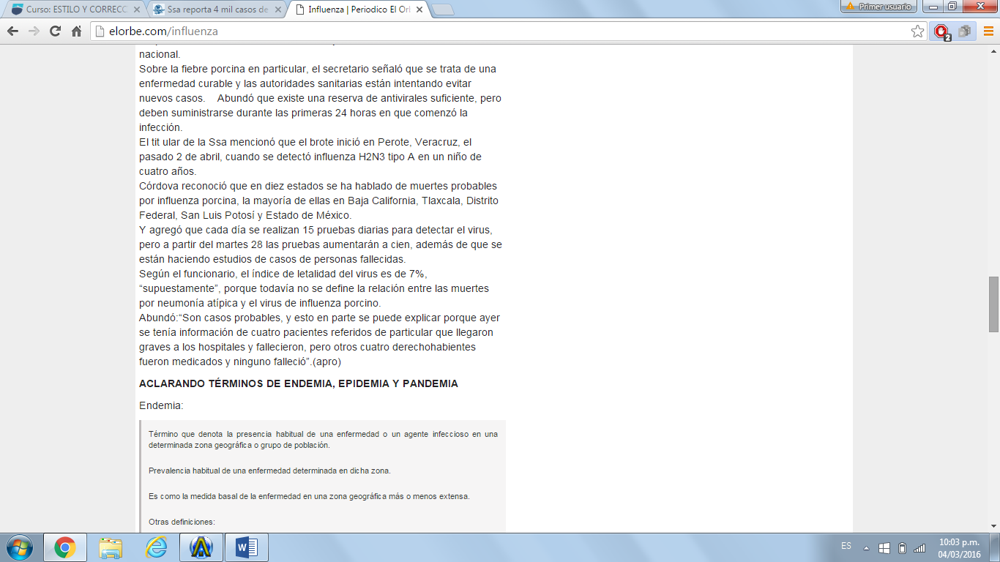 Curso: ESTILO Y CORRECC
Ssa reporta 4 mil casos de
Influenza | Periodico El Ori
Primer usuario
elorbe.com/influenza
2
nacional.
Sobre la fiebre porcina en particular, el secretario señaló que se trata de una
enfermedad curable y las autoridades sanitarias están intentando evitar
nuevos casos. Abundó que existe una reserva de antivirales suficiente, pero
deben suministrarse durante las primeras 24 horas en que comenzó la
infección.
El tit ular de la Ssa mencionó que el brote inició en Perote, Veracruz, el
pasado 2 de abril, cuando se detectó influenza H2N3 tipo A en un niño de
cuatro años.
Córdova reconoció que en diez estados se ha hablado de muertes probables
por influenza porcina, la mayoría de ellas en Baja California, Tlaxcala, Distrito
Federal, San Luis Potosí y Estado de México.
Y agregó que cada día se realizan 15 pruebas diarias para detectar el virus,
pero a partir del martes 28 las pruebas aumentarán a cien, además de que se
están haciendo estudios de casos de personas fallecidas.
Según el funcionario, el índice de letalidad del virus es de 7%,
“supuestamente”, porque todavía no se define la relación entre las muertes
por neumonía atípica y el virus de influenza porcino.
Abundó:“Son casos probables, y esto en parte se puede explicar porque ayer
se tenía información de cuatro pacientes referidos de particular que llegaron
graves a los hospitales y fallecieron, pero otros cuatro derechohabientes
fueron medicados y ninguno falleció”.(apro)
ACLARANDO TÉRMINOS DE ENDEMIA, EPIDEMIA Y PANDEMIA
Endemia:
Término que denota la presencia habitual de una enfermedad o un agente infeccioso en una
determinada zona geográfica o grupo de población.
Prevalencia habitual de una enfermedad determinada en dicha zona.
Es como la medida basal de la enfermedad en una zona geográfica más o menos extensa.
Otras definiciones:
ES
10:03 p.m.
04/03/2016